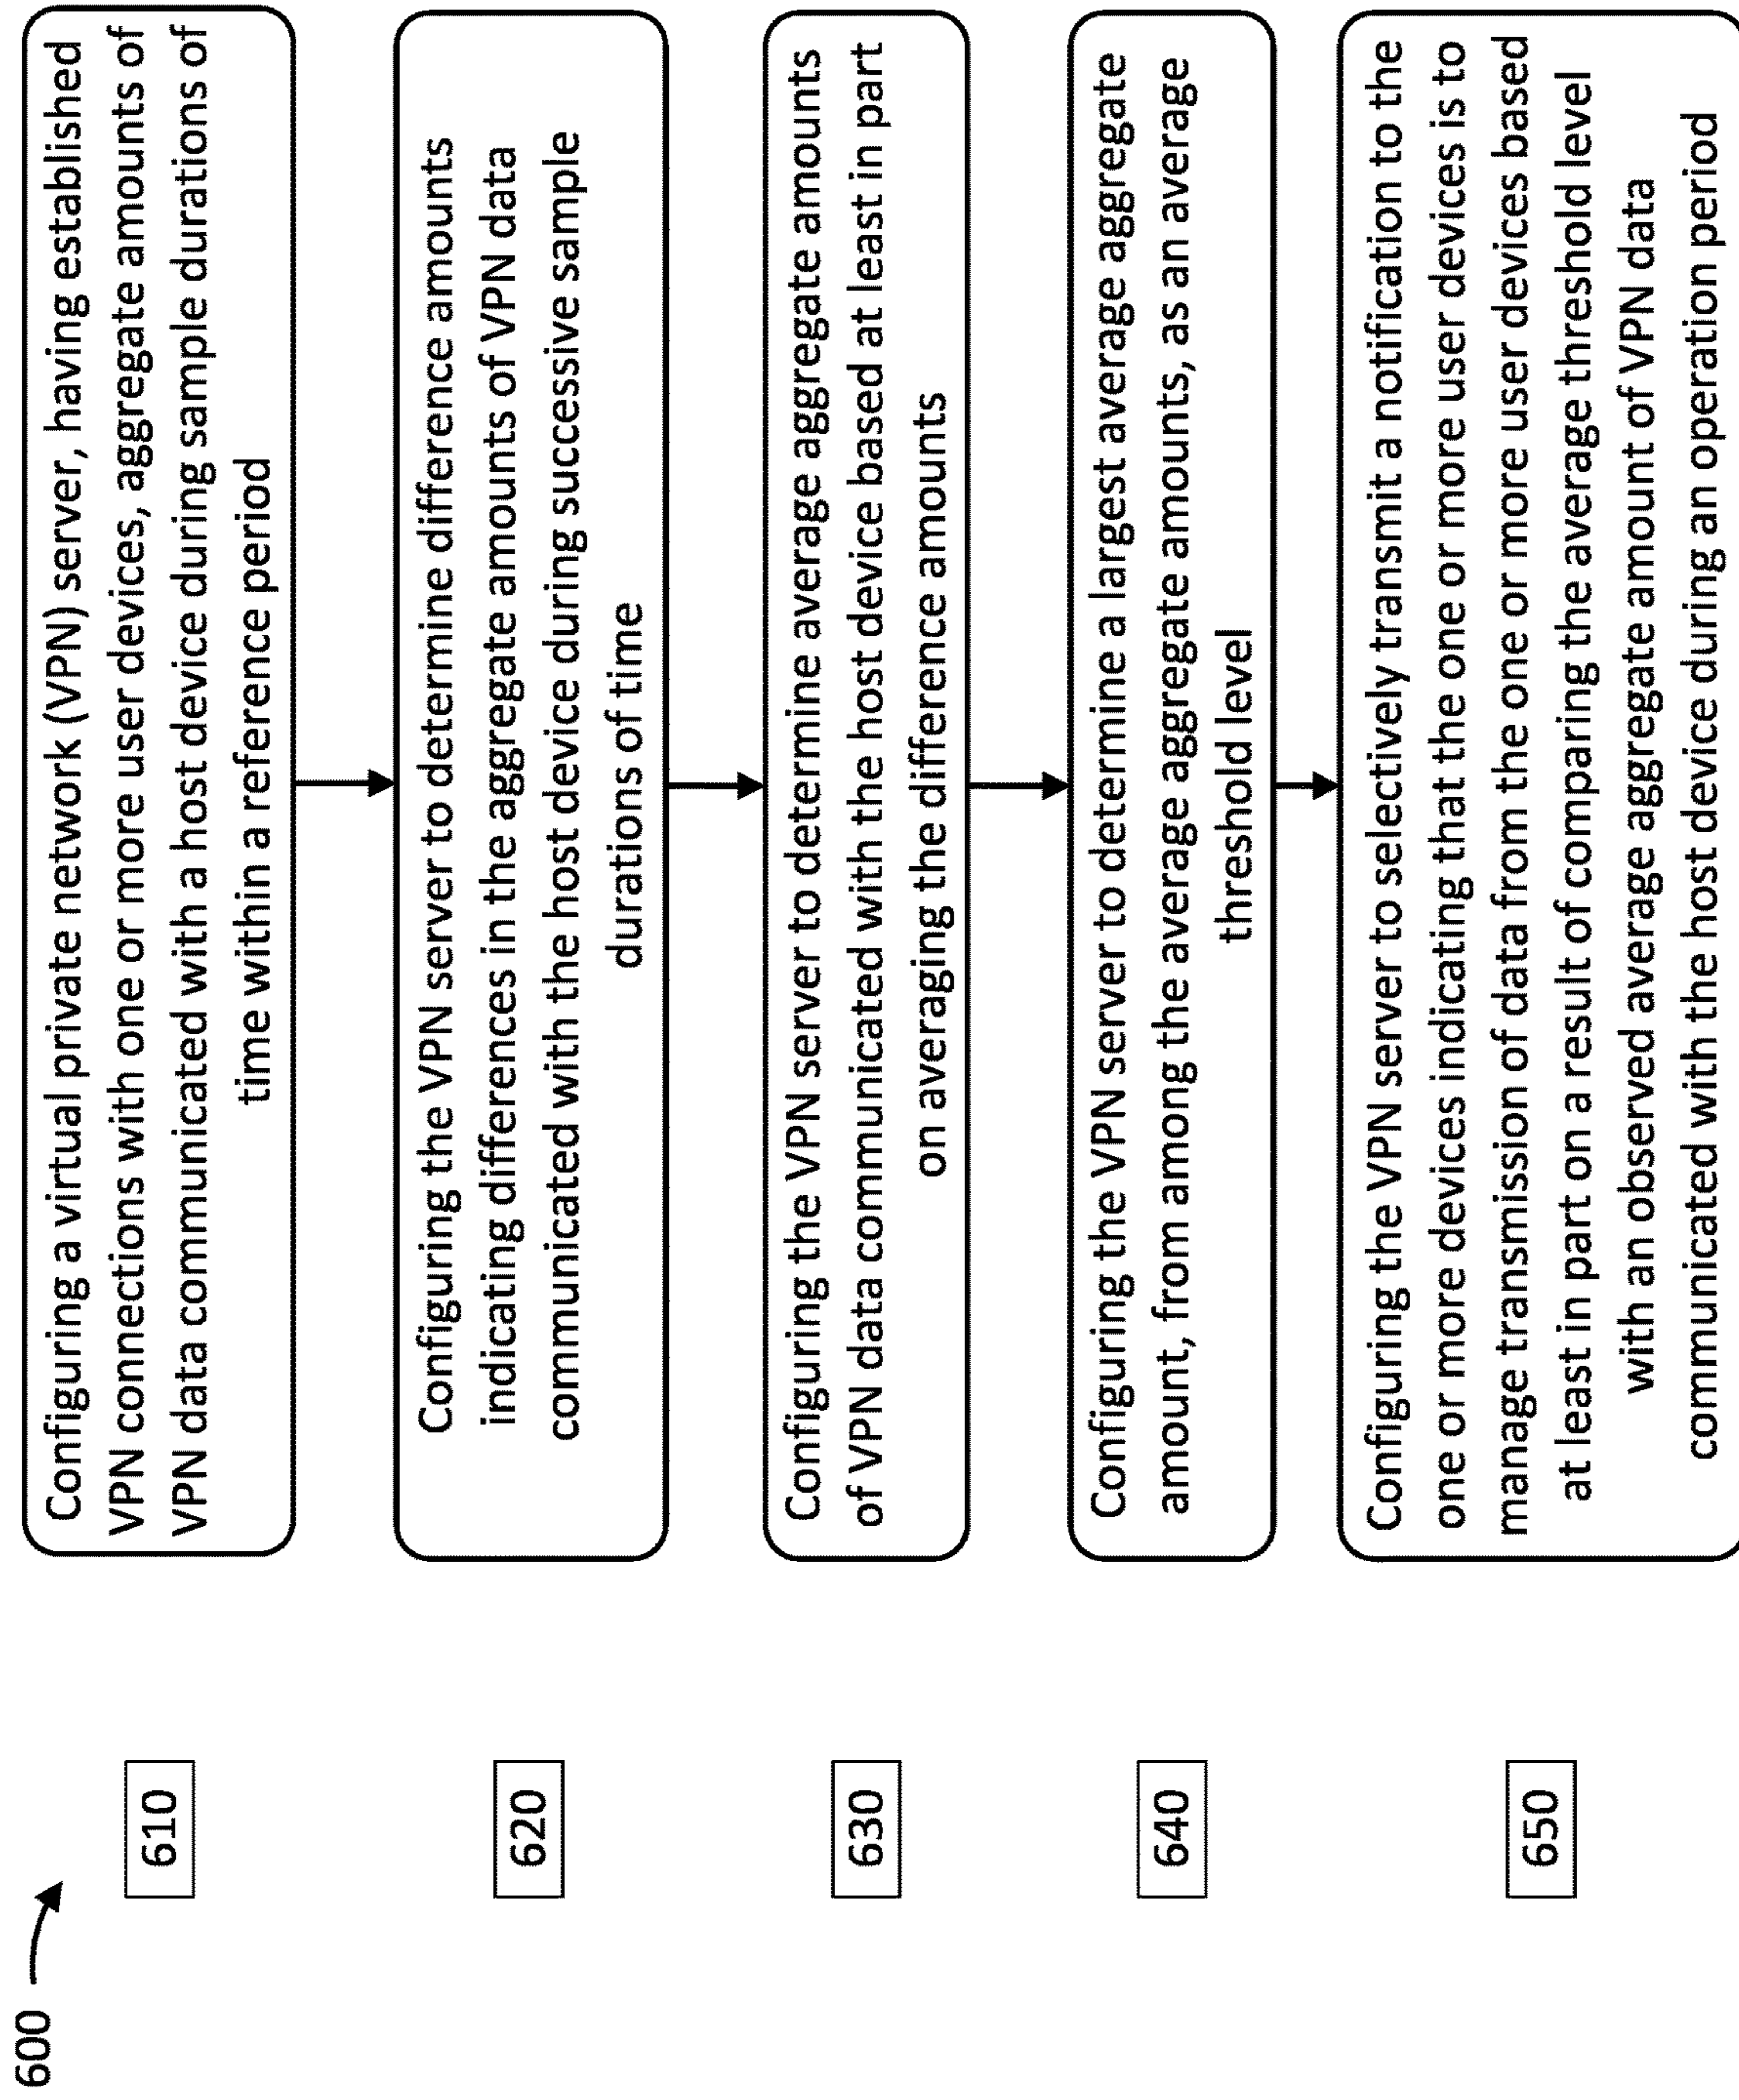 600
610
Configuring a virtual private network (VPN) server, having established
VPN connections with one or more user devices, aggregate amounts of
VPN data communicated with a host device during sample durations of
time within a reference period
620
Configuring the VPN server to determine difference amounts
indicating differences in the aggregate amounts of VPN data
communicated with the host device during successive sample
durations of time
630
Configuring the VPN server to determine average aggregate amounts
of VPN data communicated with the host device based at least in part
on averaging the difference amounts
640
Configuring the VPN server to determine a largest average aggregate
amount, from among the average aggregate amounts, as an average
threshold level
650
Configuring the VPN server to selectively transmit a notification to the
one or more devices indicating that the one or more user devices is to
manage transmission of data from the one or more user devices based
at least in part on a result of comparing the average threshold level
with an observed average aggregate amount of VPN data
communicated with the host device during an operation period